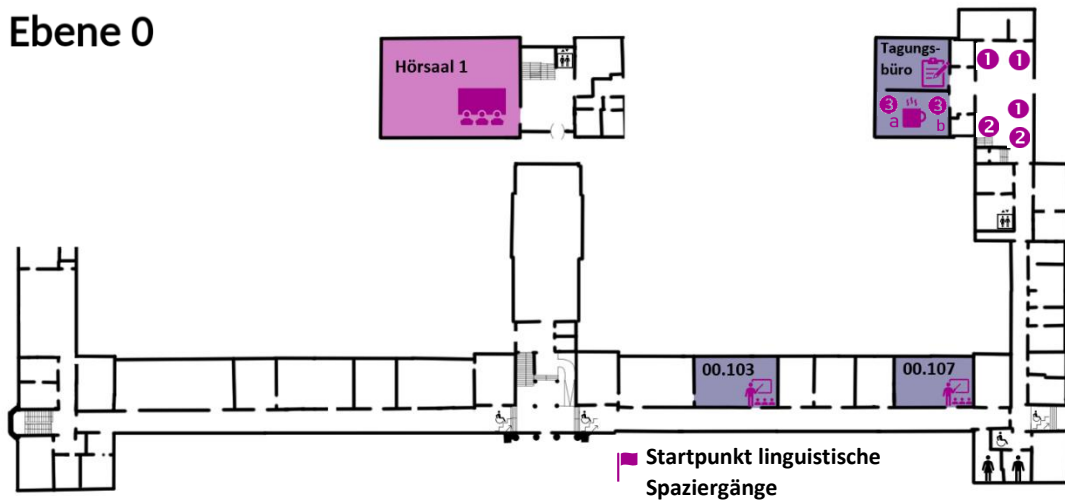 Ebene 0
Hörsaal 1
Tagungs-
büro
1
1
3
3
a
b
1
2
2
00.103
00.107
Startpunkt linguistische
Spaziergänge